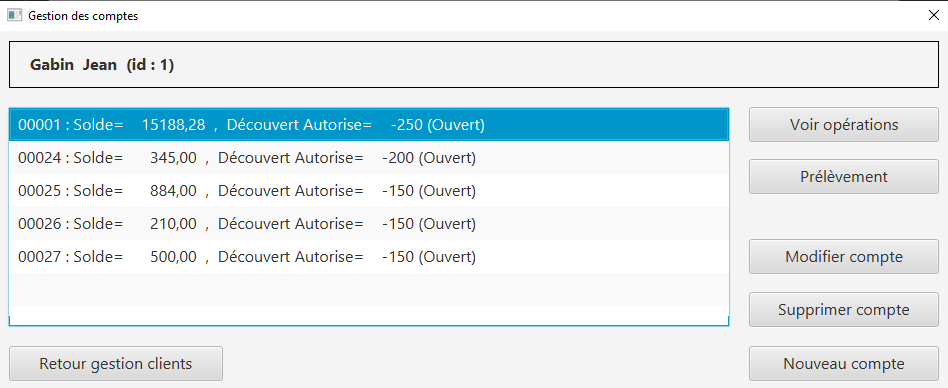 Gestion des comptes
Gabin Jean (id : 1)
00001 : Solde= 15188,28 , Découvert Autorise= -250 (Ouvert)
00024 : Solde= 345,00 , Découvert Autorise= -200 (Ouvert)
00025 : Solde= 884,00 , Découvert Autorise= -150 (Ouvert)
00026 : Solde= 210,00 , Découvert Autorise= -150 (Ouvert)
00027 : Solde= 500,00 , Découvert Autorise= -150 (Ouvert)
Voir opérations
Prélèvement
Modifier compte
Supprimer compte
Retour gestion clients
Nouveau compte